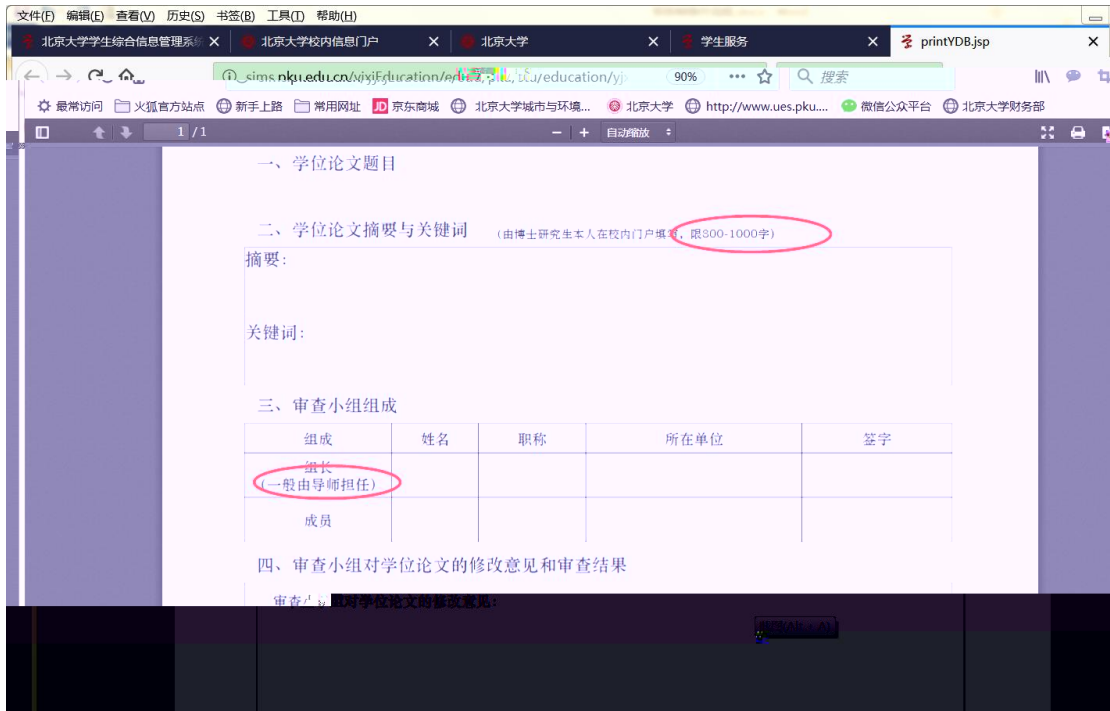 文件(F) 编辑(E) 查看(V) 历史(S) 书签(B) 工具(T) 帮助(H)
北京大学学生综合信息管理系统 北京大学校内信息门户 北京大学 学生服务 printYDB.jsp
90% 搜索
最常访问 火狐官方站点 新手上路 常用网址 JD 京东商城 北京大学城市与环境... 北京大学 http://www.ues.pku.... 微信公众平台 北京大学财务部
1 / 1 自动缩放
一、学位论文题目
二、学位论文摘要与关键词 (由博士研究生本人在校内门户填写，限800-1000字)
摘要:
关键词:
三、审查小组组成
组成 姓名 职称 所在单位 签字
组长
(一般由导师担任)
成员
四、审查小组对学位论文的修改意见和审查结果
审查小组对学位论文的修改意见: